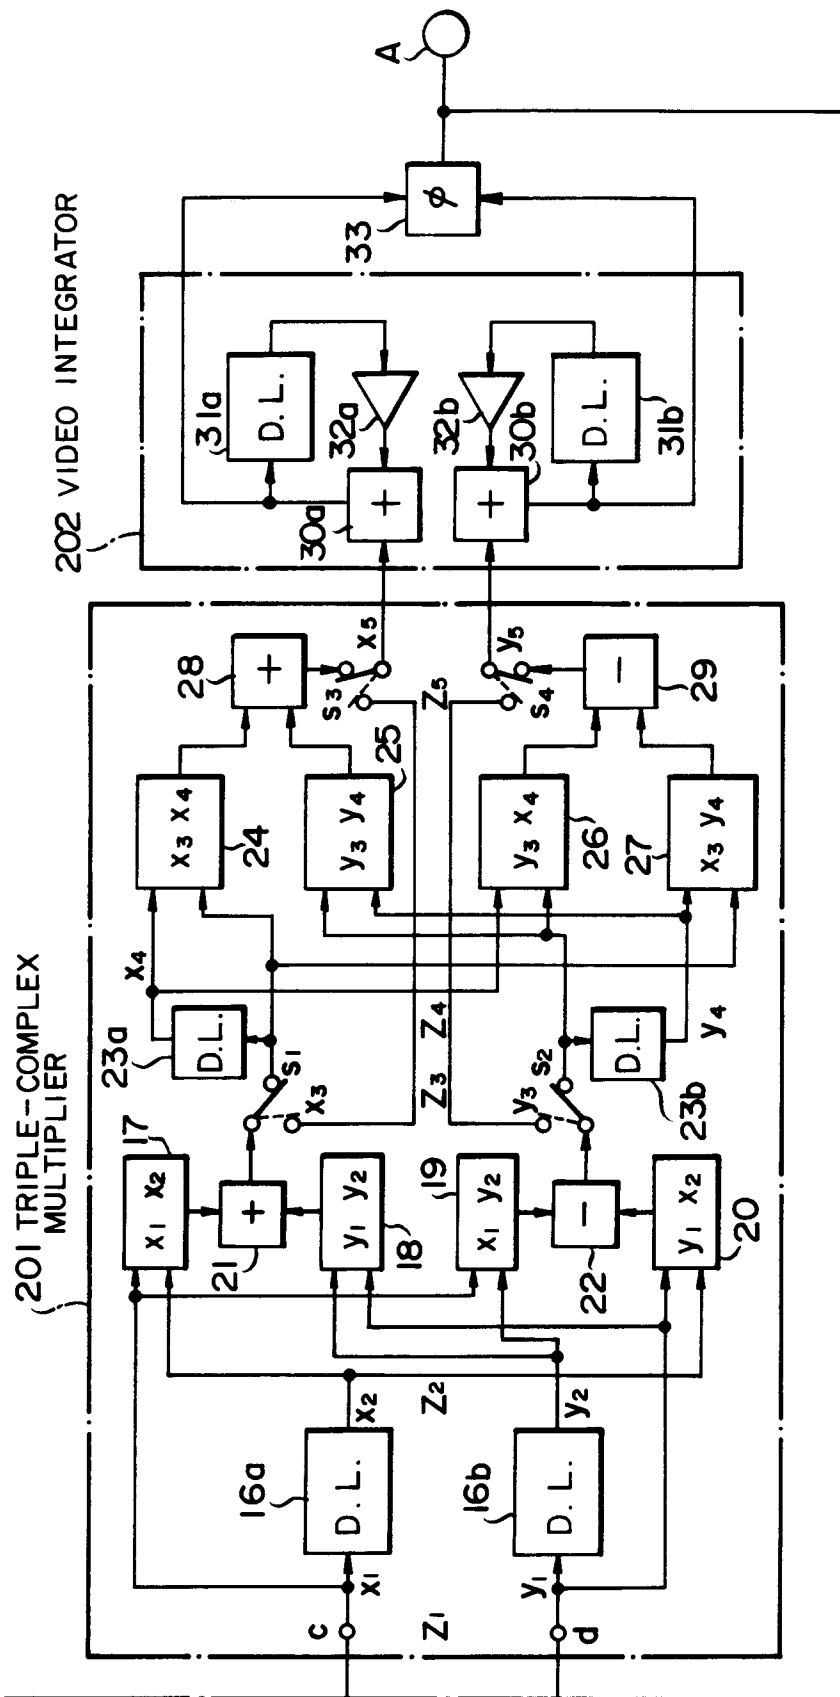 201 TRIPLE-COMPLEX
MULTIPLIER
c
Z1
d
x1
y1
16a
D. L.
16b
D. L.
x2
Z2
y2
17
x1 x2
21
+
18
y1 y2
19
x1 y2
22
−
20
y1 x2
s1
x3
Z3
y3
s2
23a
D. L.
x4
Z4
23b
D. L.
y4
24
x3 x4
25
y3 y4
26
y3 x4
27
x3 y4
28
+
s3
x5
Z5
y5
s4
29
−
202 VIDEO INTEGRATOR
30a
+
31a
D. L.
32a
32b
30b
+
31b
D. L.
33
ϕ
A